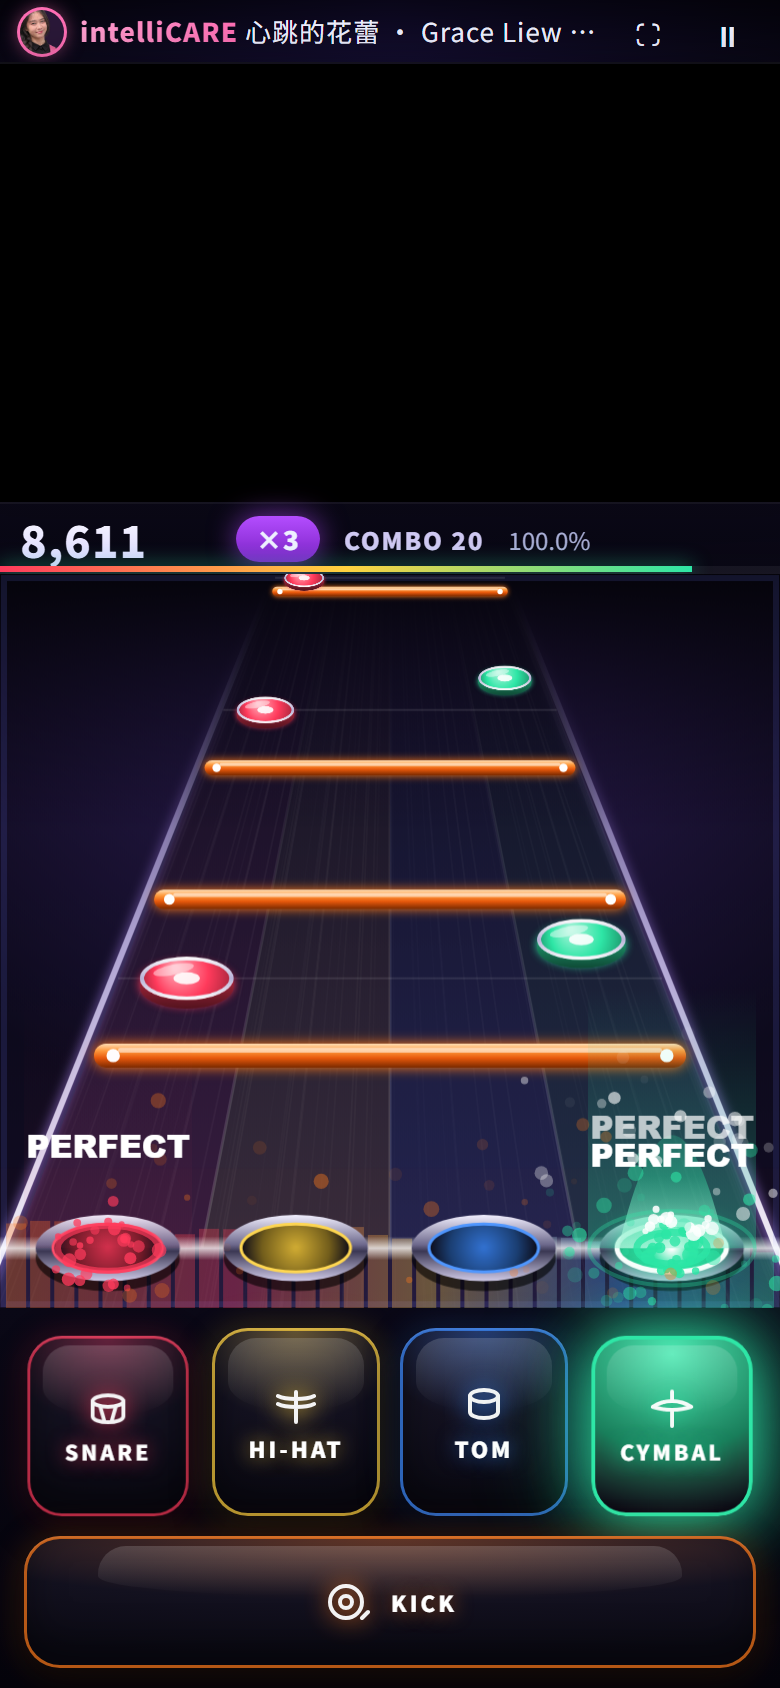 intelliCARE 心跳的花蕾 • Grace Liew ···
8,611 ×3 COMBO 20 100.0%
PERFECT
PERFECT
PERFECT
SNARE HI-HAT TOM CYMBAL
KICK